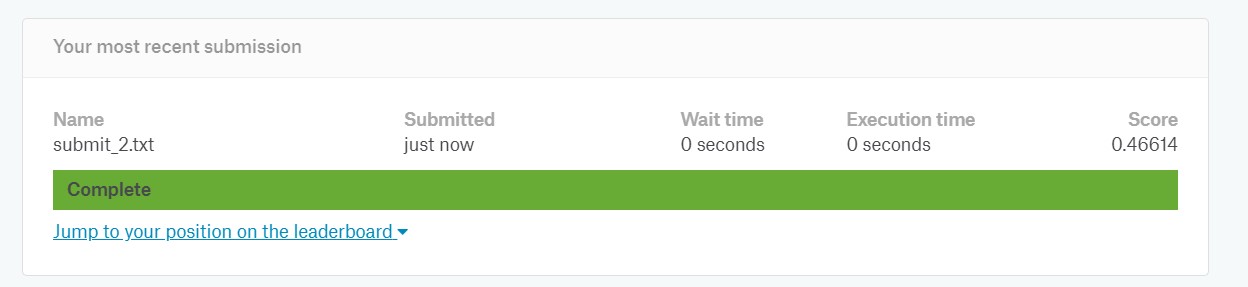 Your most recent submission
Name Submitted Wait time Execution time Score
submit_2.txt just now 0 seconds 0 seconds 0.46614
Complete
Jump to your position on the leaderboard